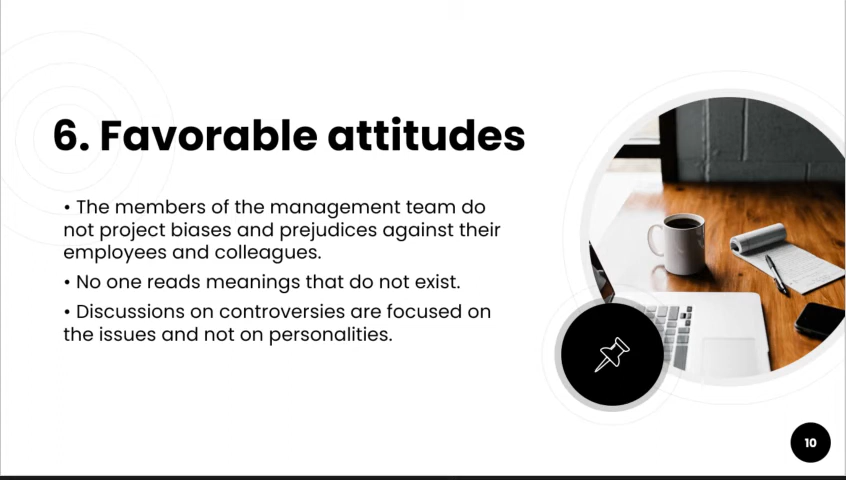 6. Favorable attitudes
• The members of the management team do
not project biases and prejudices against their
employees and colleagues.
• No one reads meanings that do not exist.
• Discussions on controversies are focused on
the issues and not on personalities.
10